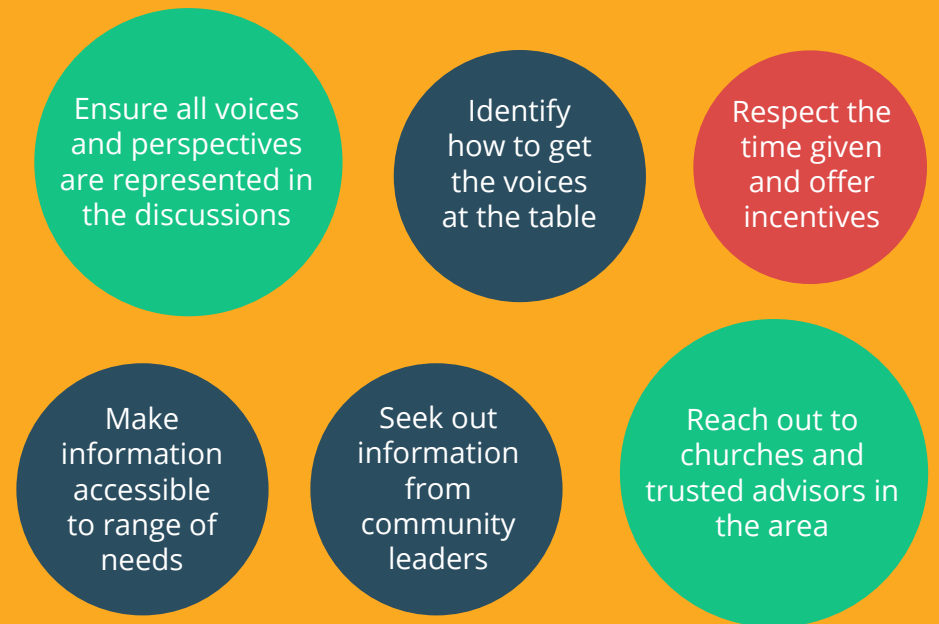 Ensure all voices
and perspectives
are represented in
the discussions
Identify
how to get
the voices
at the table
Respect the
time given
and offer
incentives
Make
information
accessible
to range of
needs
Seek out
information
from
community
leaders
Reach out to
churches and
trusted advisors in
the area